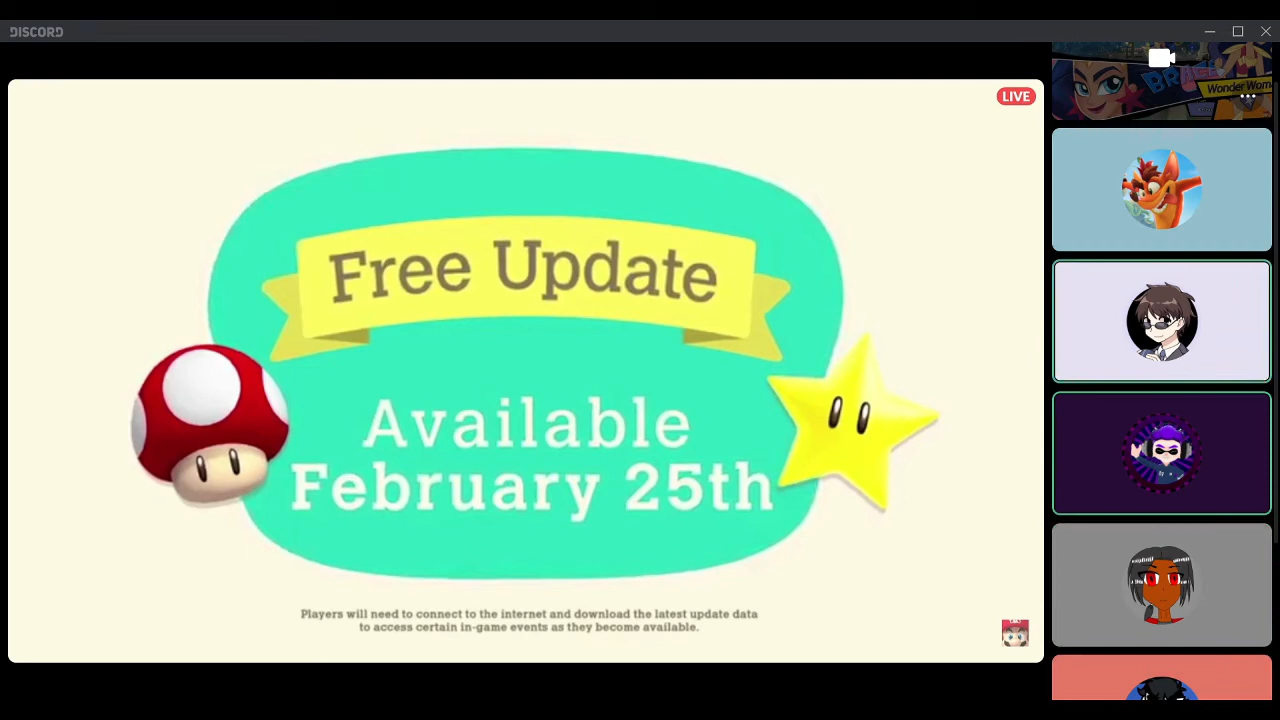 DISCORD
LIVE
Wonder Woma
Free Update
Available
February 25th
Players will need to connect to the internet and download the latest update data
to access certain in-game events as they become available.